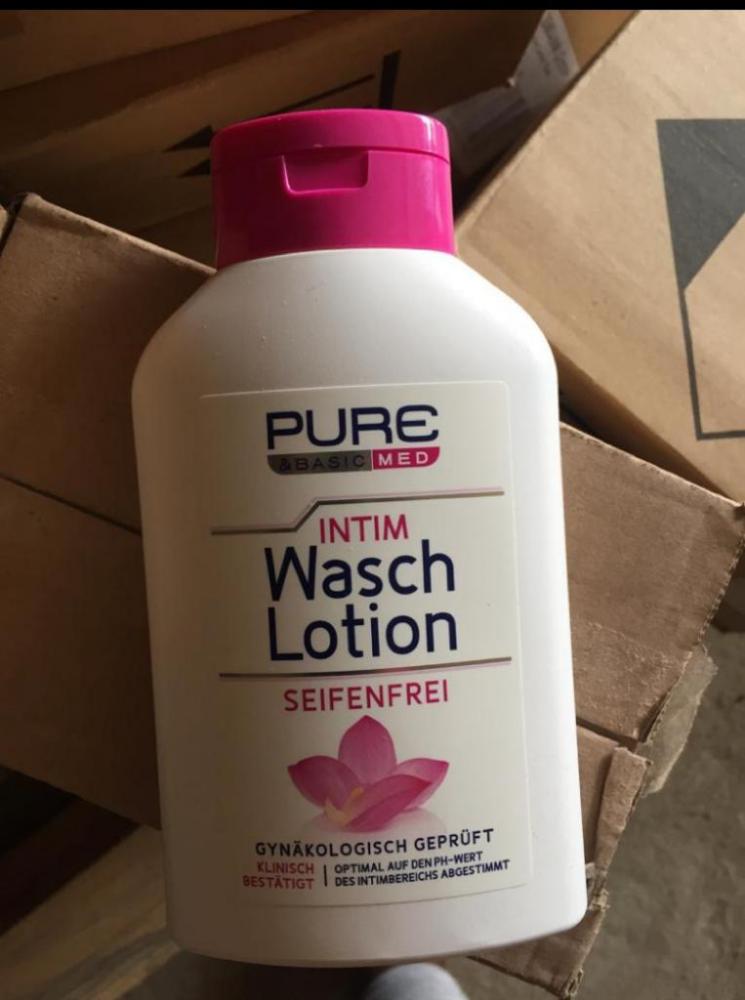 PURE
&BASIC MED
INTIM
Wasch
Lotion
SEIFENFREI
GYNÄKOLOGISCH GEPRÜFT
KLINISCH
BESTÄTIGT
OPTIMAL AUF DEN PH-WERT
DES INTIMBEREICHS ABGESTIMMT